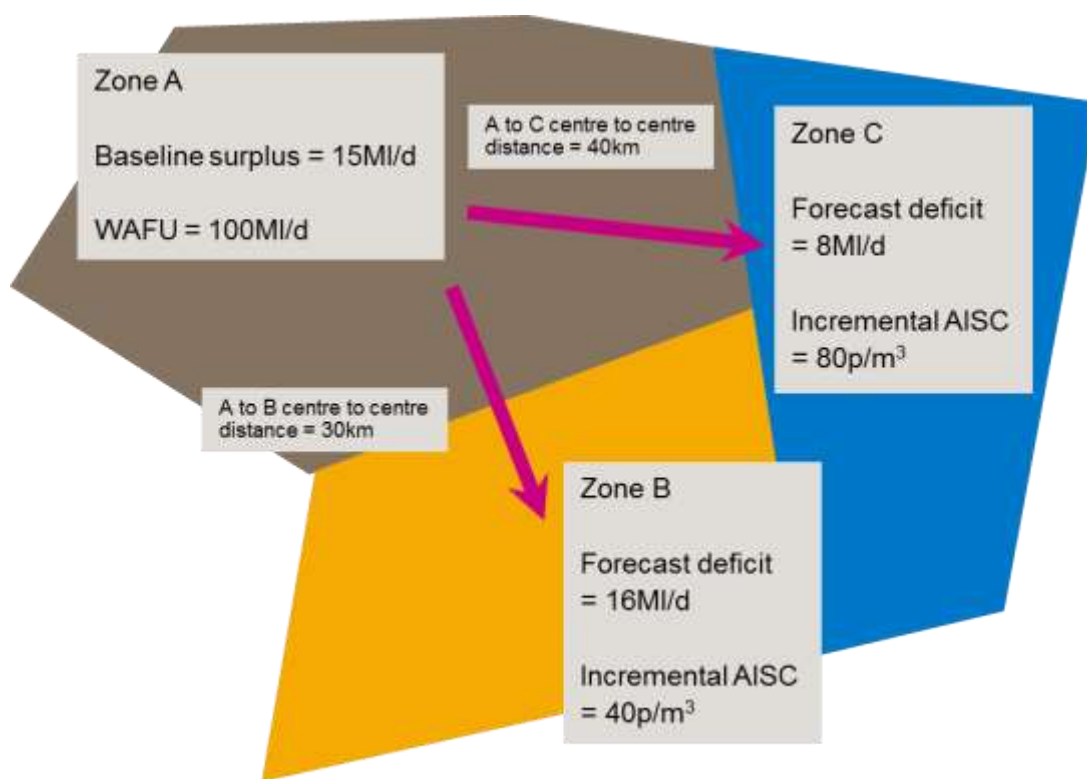 Zone A
Baseline surplus = 15Ml/d
WAFU = 100Ml/d
A to C centre to centre
distance = 40km
Zone C
Forecast deficit
= 8Ml/d
Incremental AISC
= 80p/m³
A to B centre to centre
distance = 30km
Zone B
Forecast deficit
= 16Ml/d
Incremental AISC
= 40p/m³